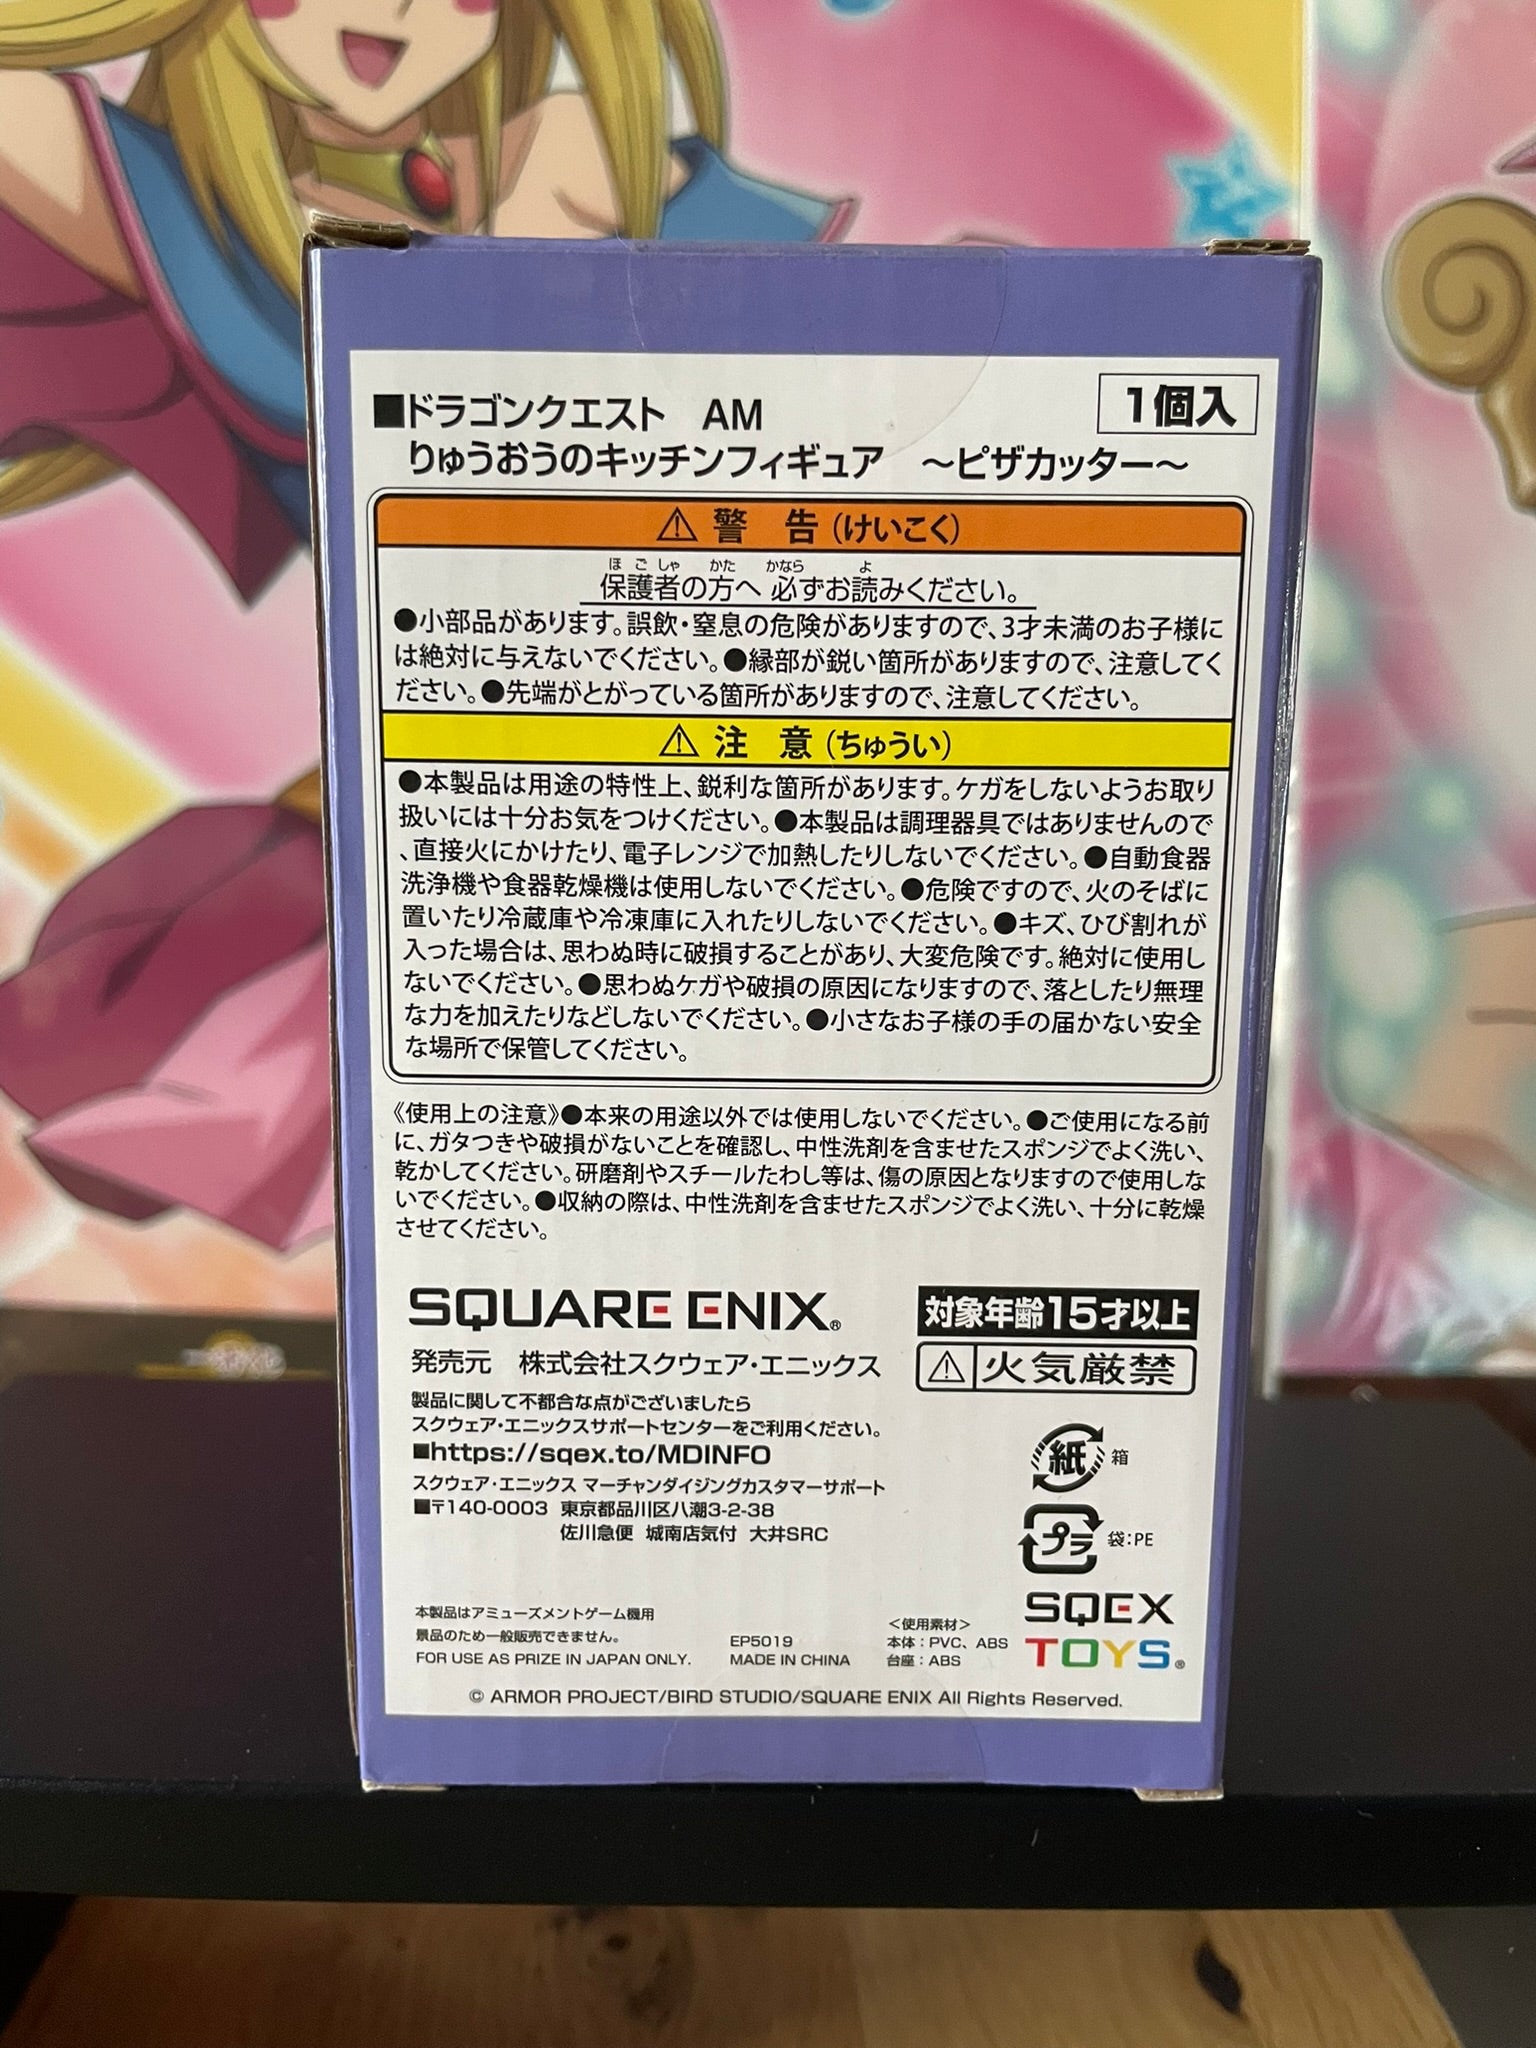 ■ドラゴンクエスト　AM
1個入
りゅうおうのキッチンフィギュア　～ピザカッター～
⚠ 警　告（けいこく）
ほごしゃ　かた　かなら　よ
保護者の方へ 必ずお読みください。
●小部品があります。誤飲・窒息の危険がありますので、3才未満のお子様に
は絶対に与えないでください。●縁部が鋭い箇所がありますので、注意してく
ださい。●先端がとがっている箇所がありますので、注意してください。
⚠ 注　意（ちゅうい）
●本製品は用途の特性上、鋭利な箇所があります。ケガをしないようお取り
扱いには十分お気をつけください。●本製品は調理器具ではありませんので
、直接火にかけたり、電子レンジで加熱したりしないでください。●自動食器
洗浄機や食器乾燥機は使用しないでください。●危険ですので、火のそばに
置いたり冷蔵庫や冷凍庫に入れたりしないでください。●キズ、ひび割れが
入った場合は、思わぬ時に破損することがあり、大変危険です。絶対に使用し
ないでください。●思わぬケガや破損の原因になりますので、落としたり無理
な力を加えたりなどしないでください。●小さなお子様の手の届かない安全
な場所で保管してください。
《使用上の注意》●本来の用途以外では使用しないでください。●ご使用になる前
に、ガタつきや破損がないことを確認し、中性洗剤を含ませたスポンジでよく洗い、
乾かしてください。研磨剤やスチールたわし等は、傷の原因となりますので使用しな
いでください。●収納の際は、中性洗剤を含ませたスポンジでよく洗い、十分に乾燥
させてください。
SQUARE ENIX®
対象年齢15才以上
発売元　株式会社スクウェア・エニックス
⚠火気厳禁
製品に関して不都合な点がございましたら
スクウェア・エニックスサポートセンターをご利用ください。
■https://sqex.to/MDINFO
紙 箱
スクウェア・エニックス マーチャンダイジングカスタマーサポート
■〒140-0003 東京都品川区八潮3-2-38
佐川急便 城南店気付 大井SRC
プラ 袋：PE
SQEX
TOYS®
本製品はアミューズメントゲーム機用
景品のため一般販売できません。
FOR USE AS PRIZE IN JAPAN ONLY.
EP5019
MADE IN CHINA
＜使用素材＞
本体：PVC、ABS
台座：ABS
© ARMOR PROJECT/BIRD STUDIO/SQUARE ENIX All Rights Reserved.